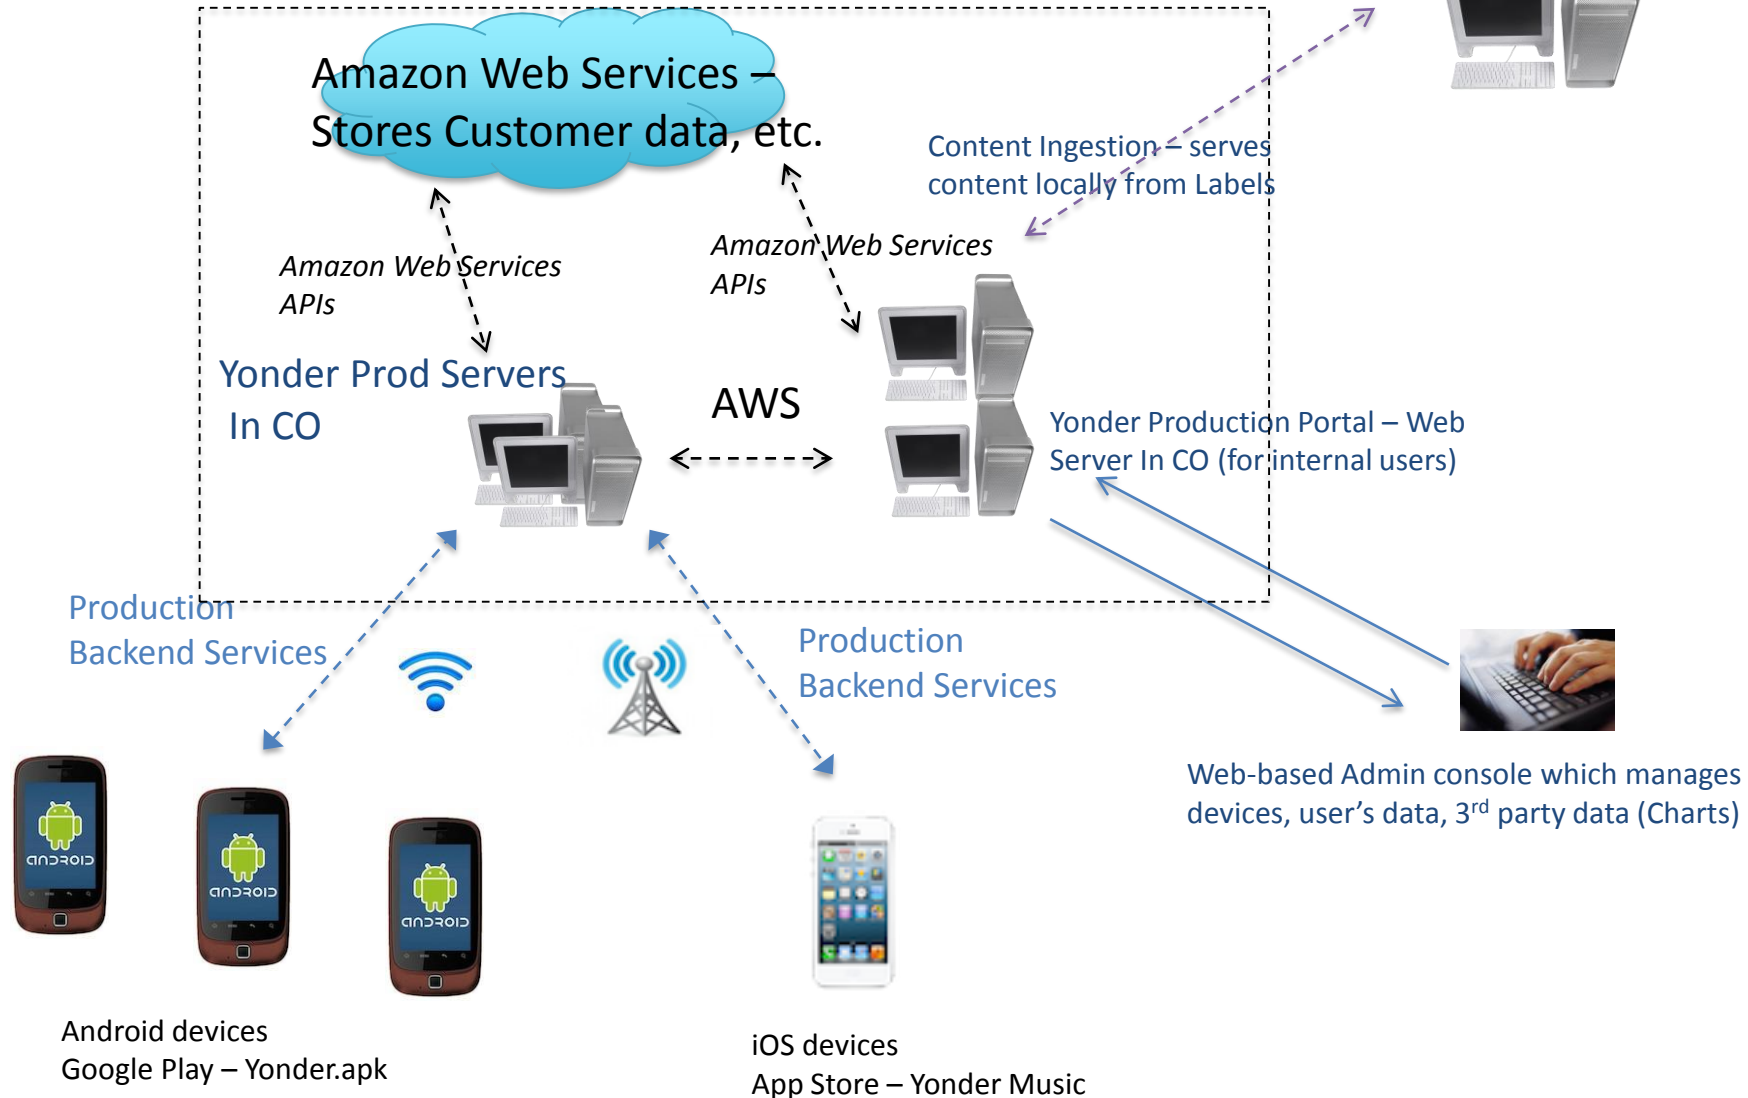 Amazon Web Services –
Stores Customer data, etc.
Content Ingestion – serves
content locally from Labels
Amazon Web Services
APIs
Amazon Web Services
APIs
Yonder Prod Servers
In CO
AWS
Yonder Production Portal – Web
Server In CO (for internal users)
Production
Backend Services
Production
Backend Services
Web-based Admin console which manages
devices, user's data, 3rd party data (Charts)
ANDROID
ANDROID
ANDROID
Android devices
Google Play – Yonder.apk
iOS devices
App Store – Yonder Music